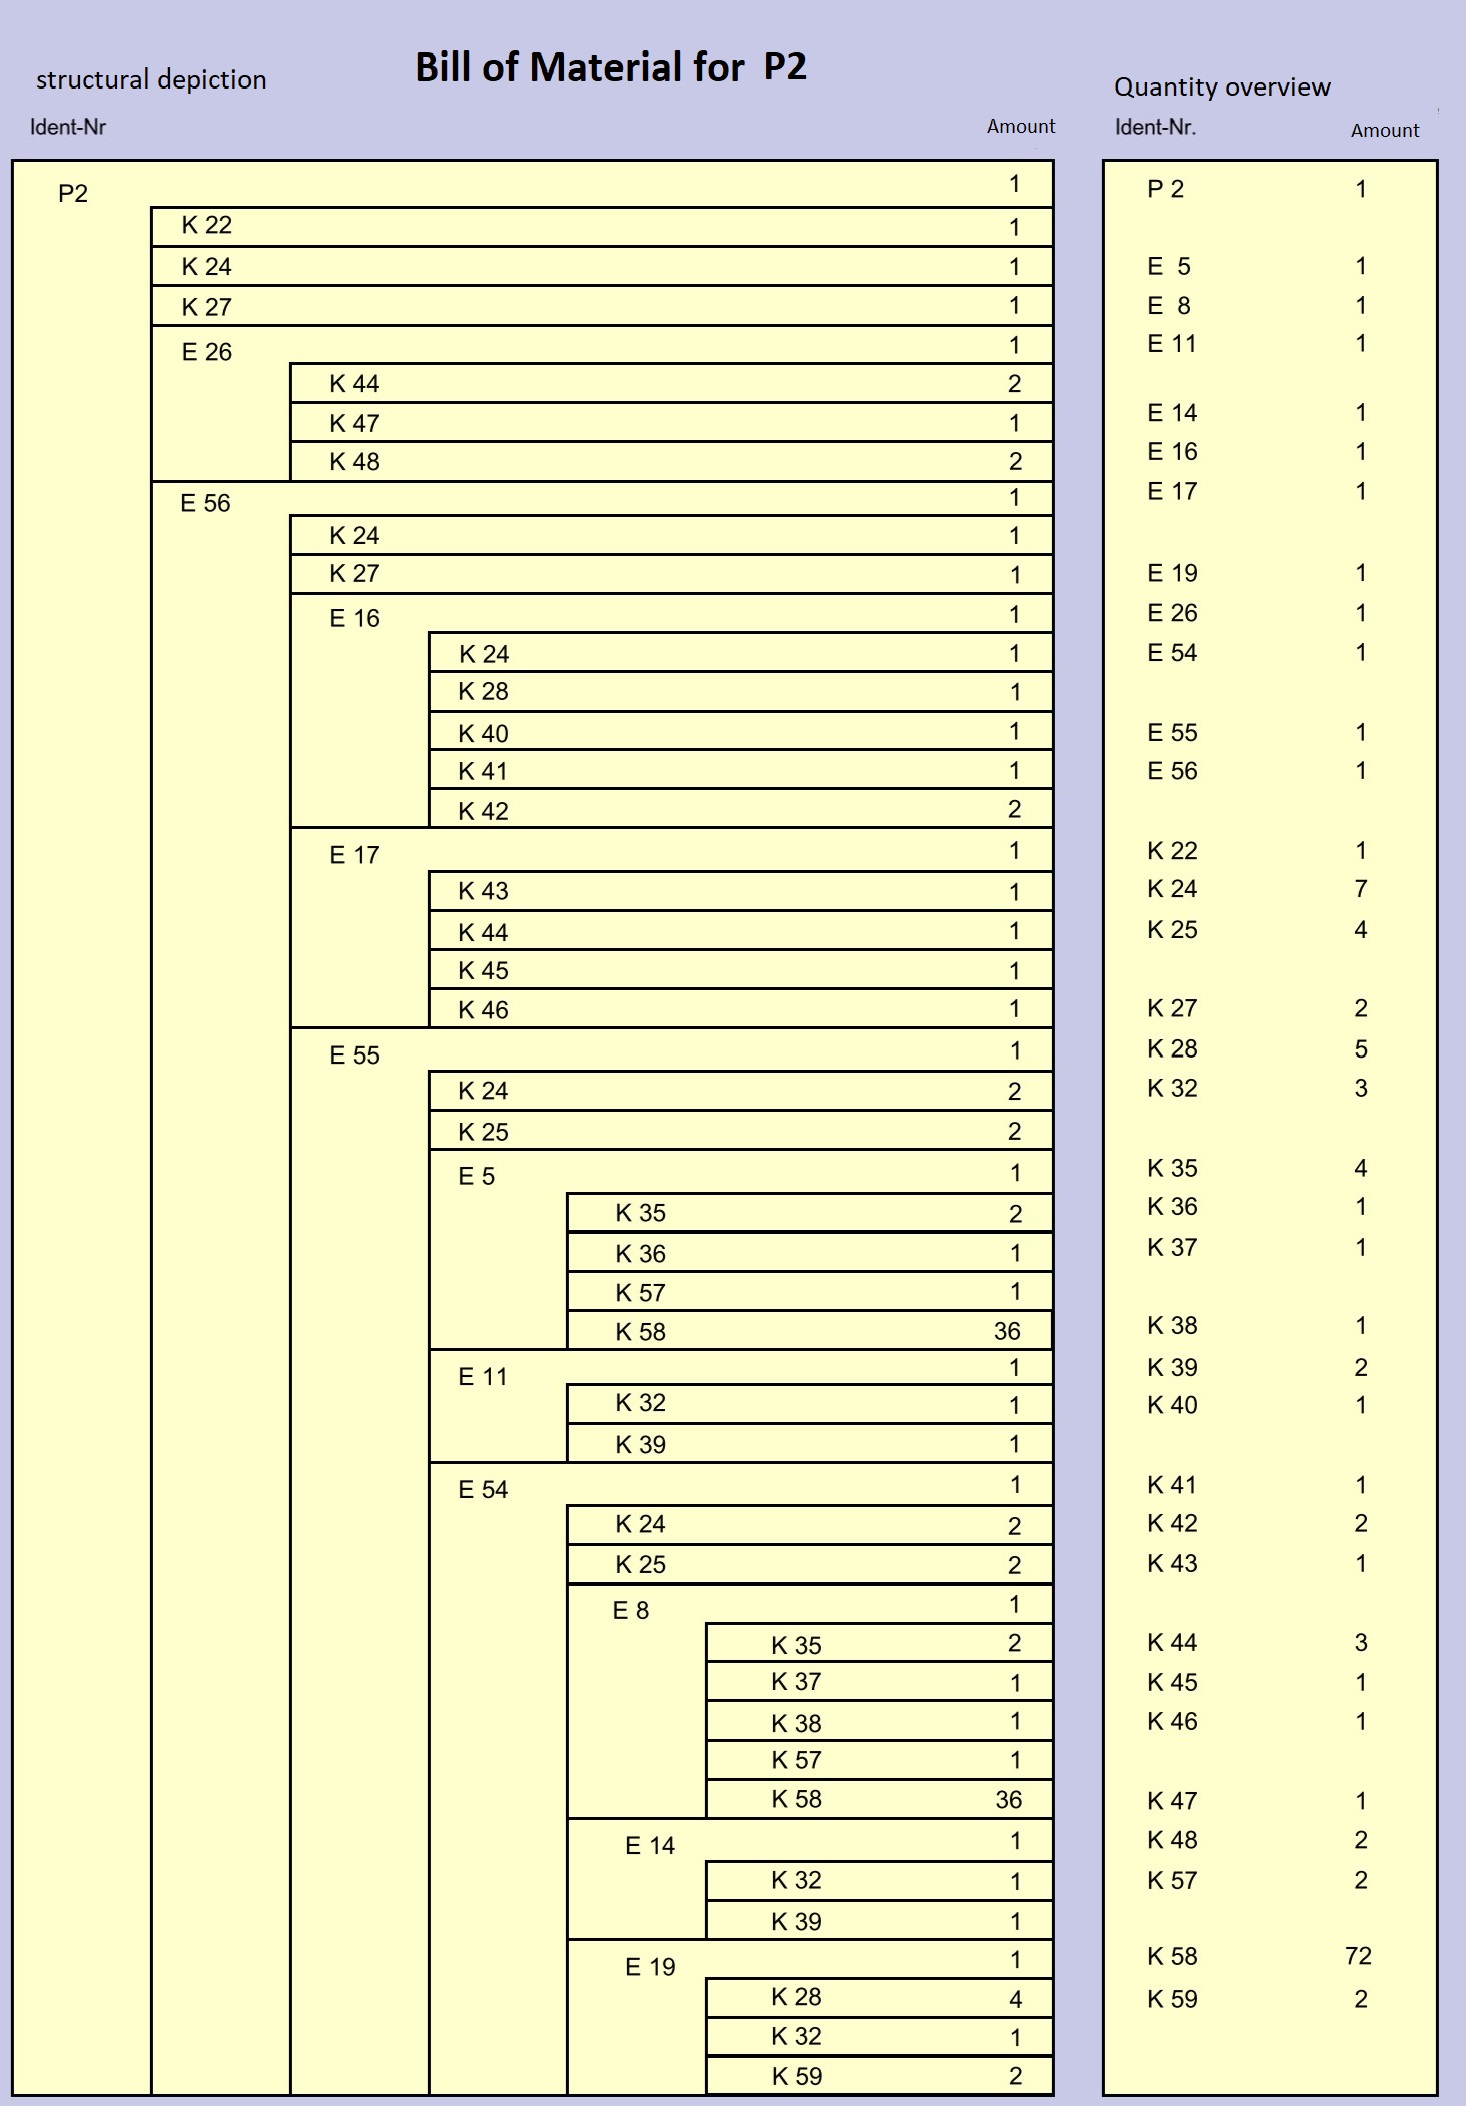 Bill of Material for P2
structural depiction
Ident-Nr Amount
P2 1
K 22 1
K 24 1
K 27 1
E 26 1
K 44 2
K 47 1
K 48 2
E 56 1
K 24 1
K 27 1
E 16 1
K 24 1
K 28 1
K 40 1
K 41 1
K 42 2
E 17 1
K 43 1
K 44 1
K 45 1
K 46 1
E 55 1
K 24 2
K 25 2
E 5 1
K 35 2
K 36 1
K 57 1
K 58 36
E 11 1
K 32 1
K 39 1
E 54 1
K 24 2
K 25 2
E 8 1
K 35 2
K 37 1
K 38 1
K 57 1
K 58 36
E 14 1
K 32 1
K 39 1
E 19 1
K 28 4
K 32 1
K 59 2
Quantity overview
Ident-Nr. Amount
P 2 1
E 5 1
E 8 1
E 11 1
E 14 1
E 16 1
E 17 1
E 19 1
E 26 1
E 54 1
E 55 1
E 56 1
K 22 1
K 24 7
K 25 4
K 27 2
K 28 5
K 32 3
K 35 4
K 36 1
K 37 1
K 38 1
K 39 2
K 40 1
K 41 1
K 42 2
K 43 1
K 44 3
K 45 1
K 46 1
K 47 1
K 48 2
K 57 2
K 58 72
K 59 2